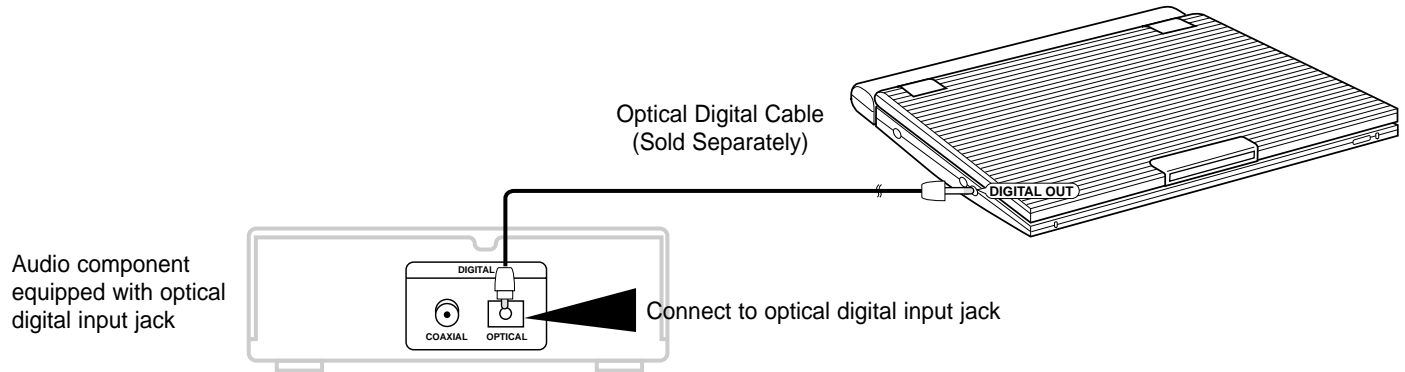 Optical Digital Cable
(Sold Separately)
DIGITAL OUT
Audio component
equipped with optical
digital input jack
DIGITAL
COAXIAL
OPTICAL
Connect to optical digital input jack